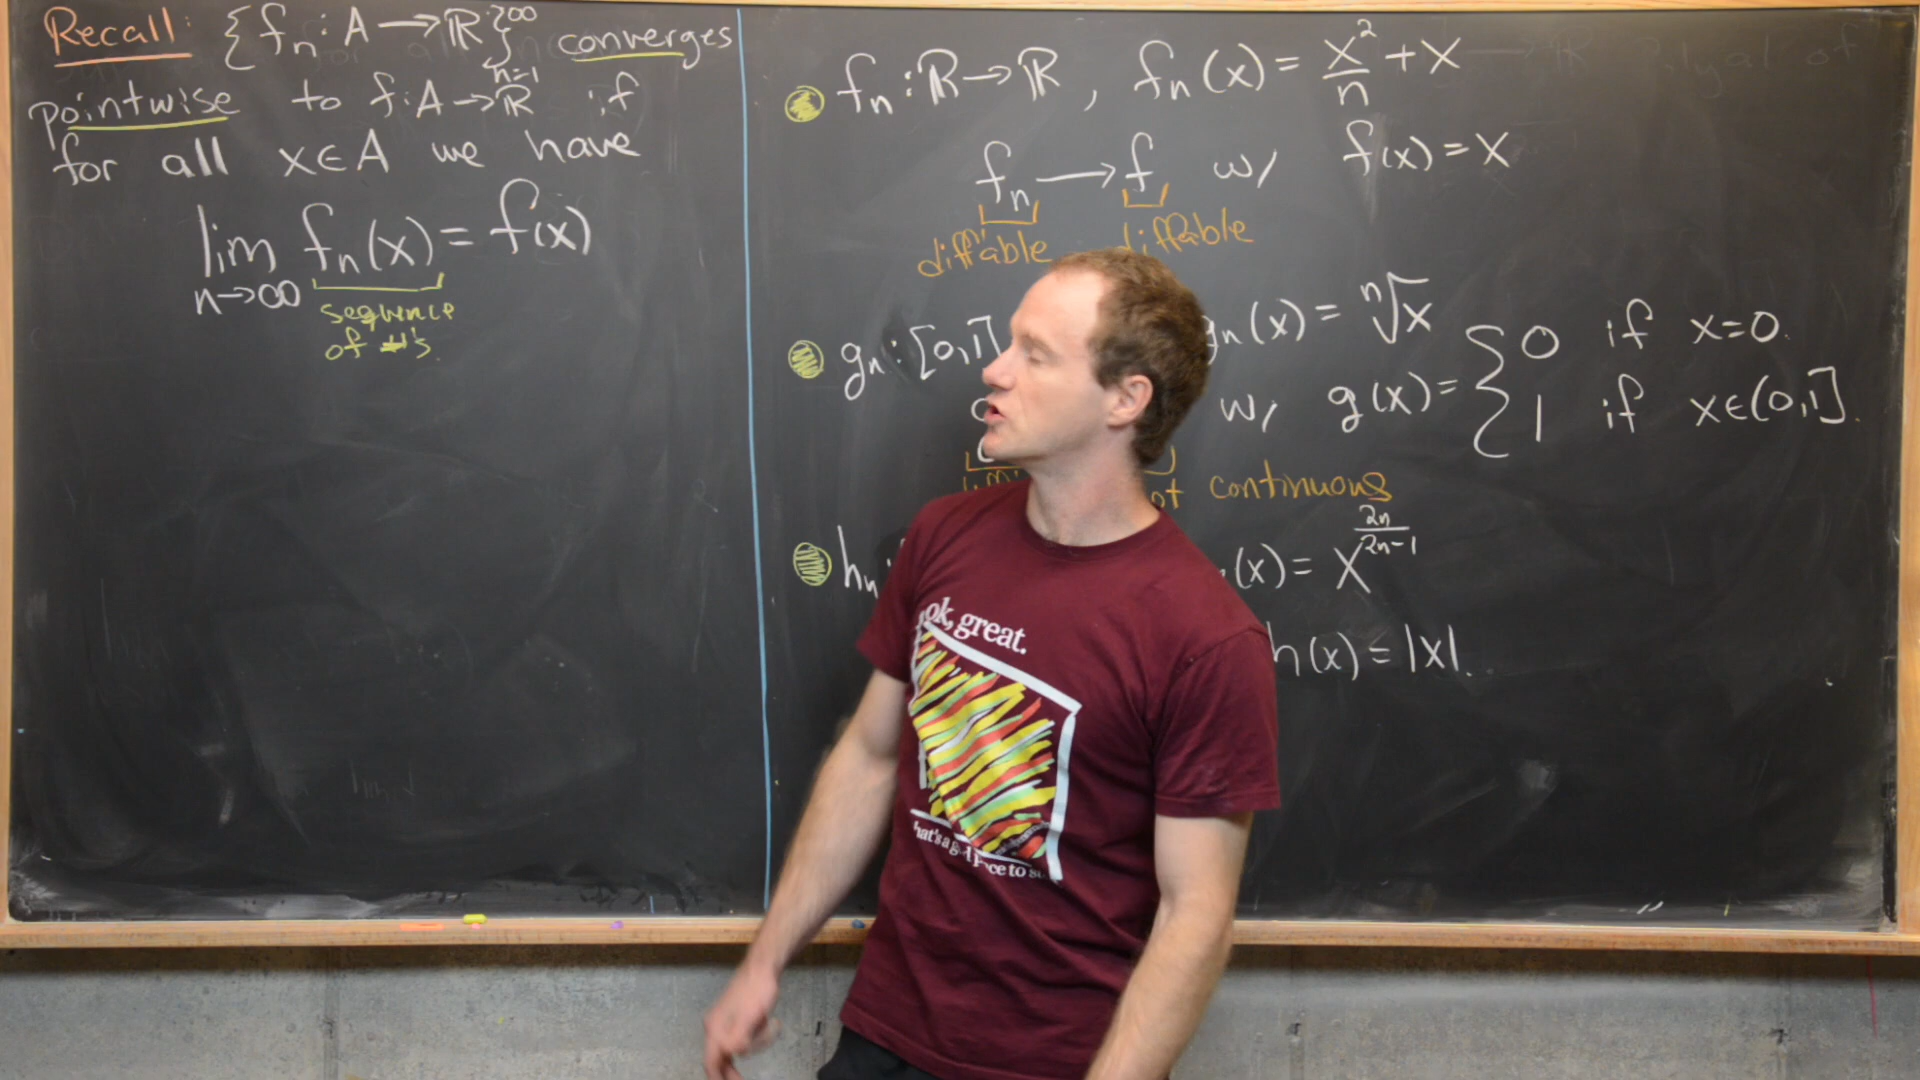 Recall: {fₙ: A → ℝ}ₙ₌₁^∞ converges
pointwise to f: A → ℝ if
for all x ∈ A we have
lim n→∞ fₙ(x) = f(x)
sequence
of #'s.
fₙ: ℝ → ℝ, fₙ(x) = x²/n + x
fₙ → f w/ f(x) = x
diff'able diffable
gₙ: [0,1] gₙ(x) = ⁿ√x
w/ g(x) = { 0 if x=0.
1 if x∈(0,1].
continuous
hₙ: (x) = x^(2n/(2n-1))
h(x) = |x|.
ok, great.